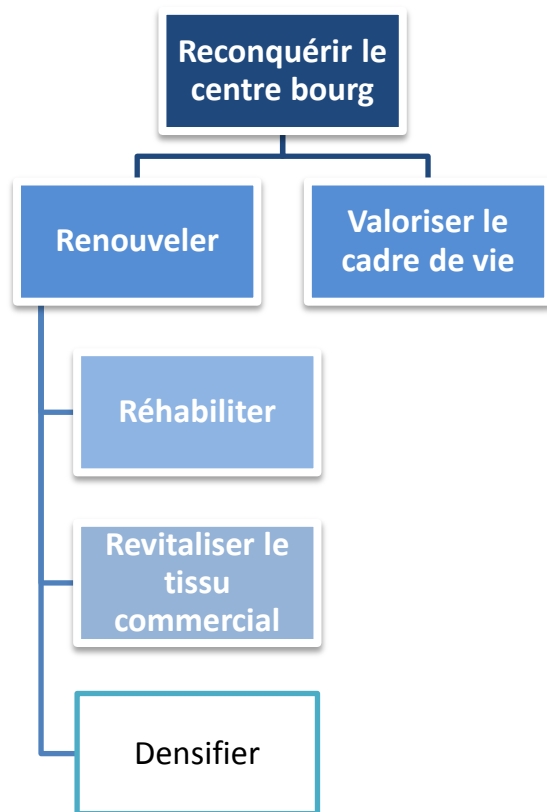 Reconquérir le
centre bourg
Renouveler
Valoriser le
cadre de vie
Réhabiliter
Revitaliser le
tissu
commercial
Densifier